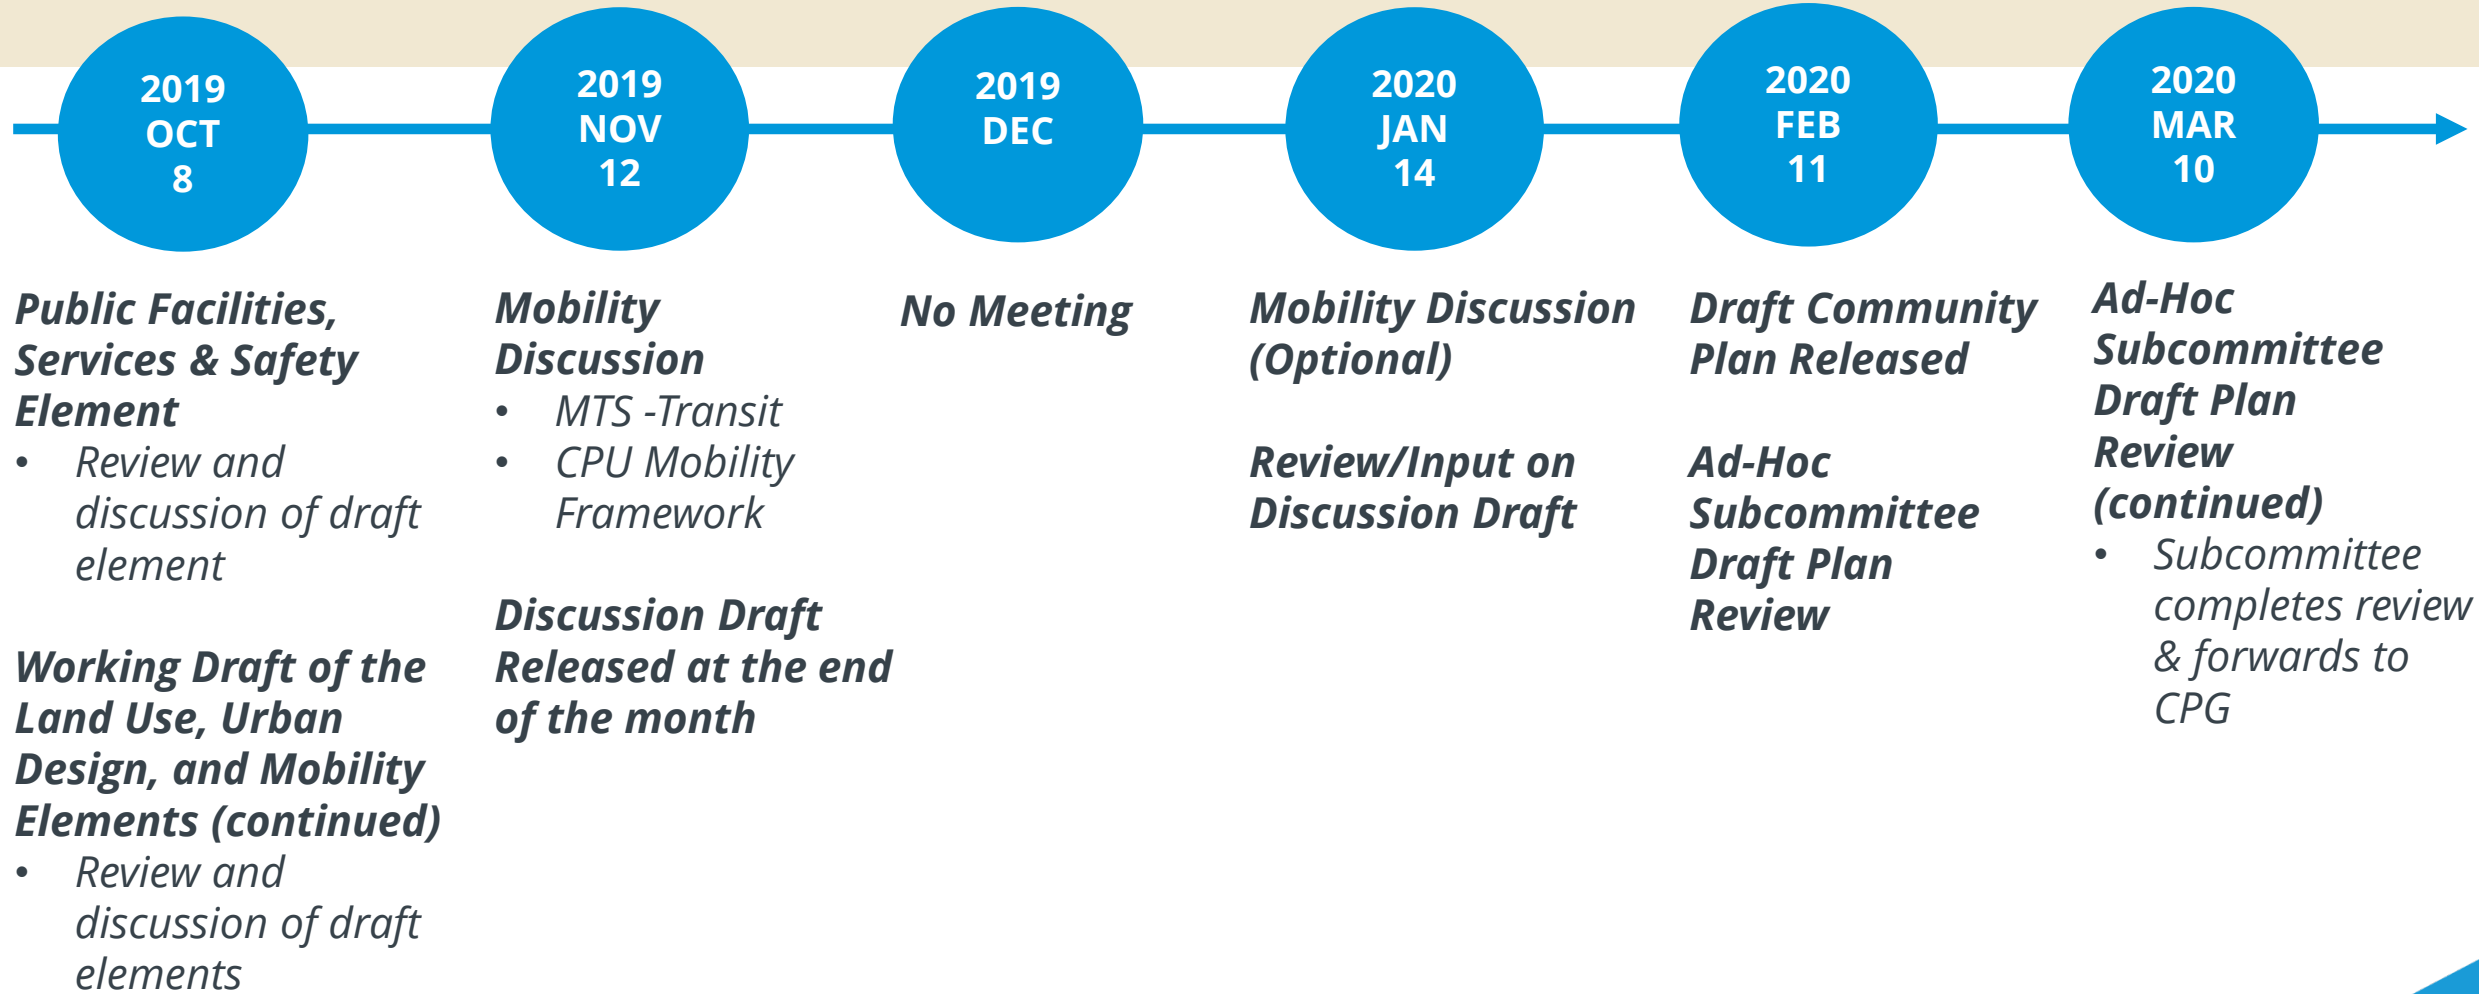 2019
OCT
8
2019
NOV
12
2019
DEC
2020
JAN
14
2020
FEB
11
2020
MAR
10
Public Facilities,
Services & Safety
Element
• Review and
discussion of draft
element
Working Draft of the
Land Use, Urban
Design, and Mobility
Elements (continued)
• Review and
discussion of draft
elements
Mobility
Discussion
• MTS -Transit
• CPU Mobility
Framework
Discussion Draft
Released at the end
of the month
No Meeting
Mobility Discussion
(Optional)
Review/Input on
Discussion Draft
Draft Community
Plan Released
Ad-Hoc
Subcommittee
Draft Plan
Review
Ad-Hoc
Subcommittee
Draft Plan
Review
(continued)
• Subcommittee
completes review
& forwards to
CPG